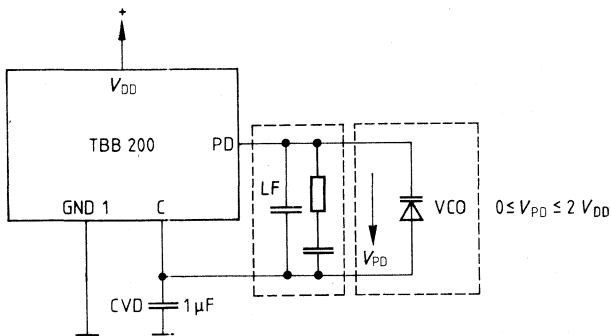 +
V_DD
TBB 200
PD
GND 1
C
LF
VCO
0 ≤ V_PD ≤ 2 V_DD
V_PD
CVD
1 µF